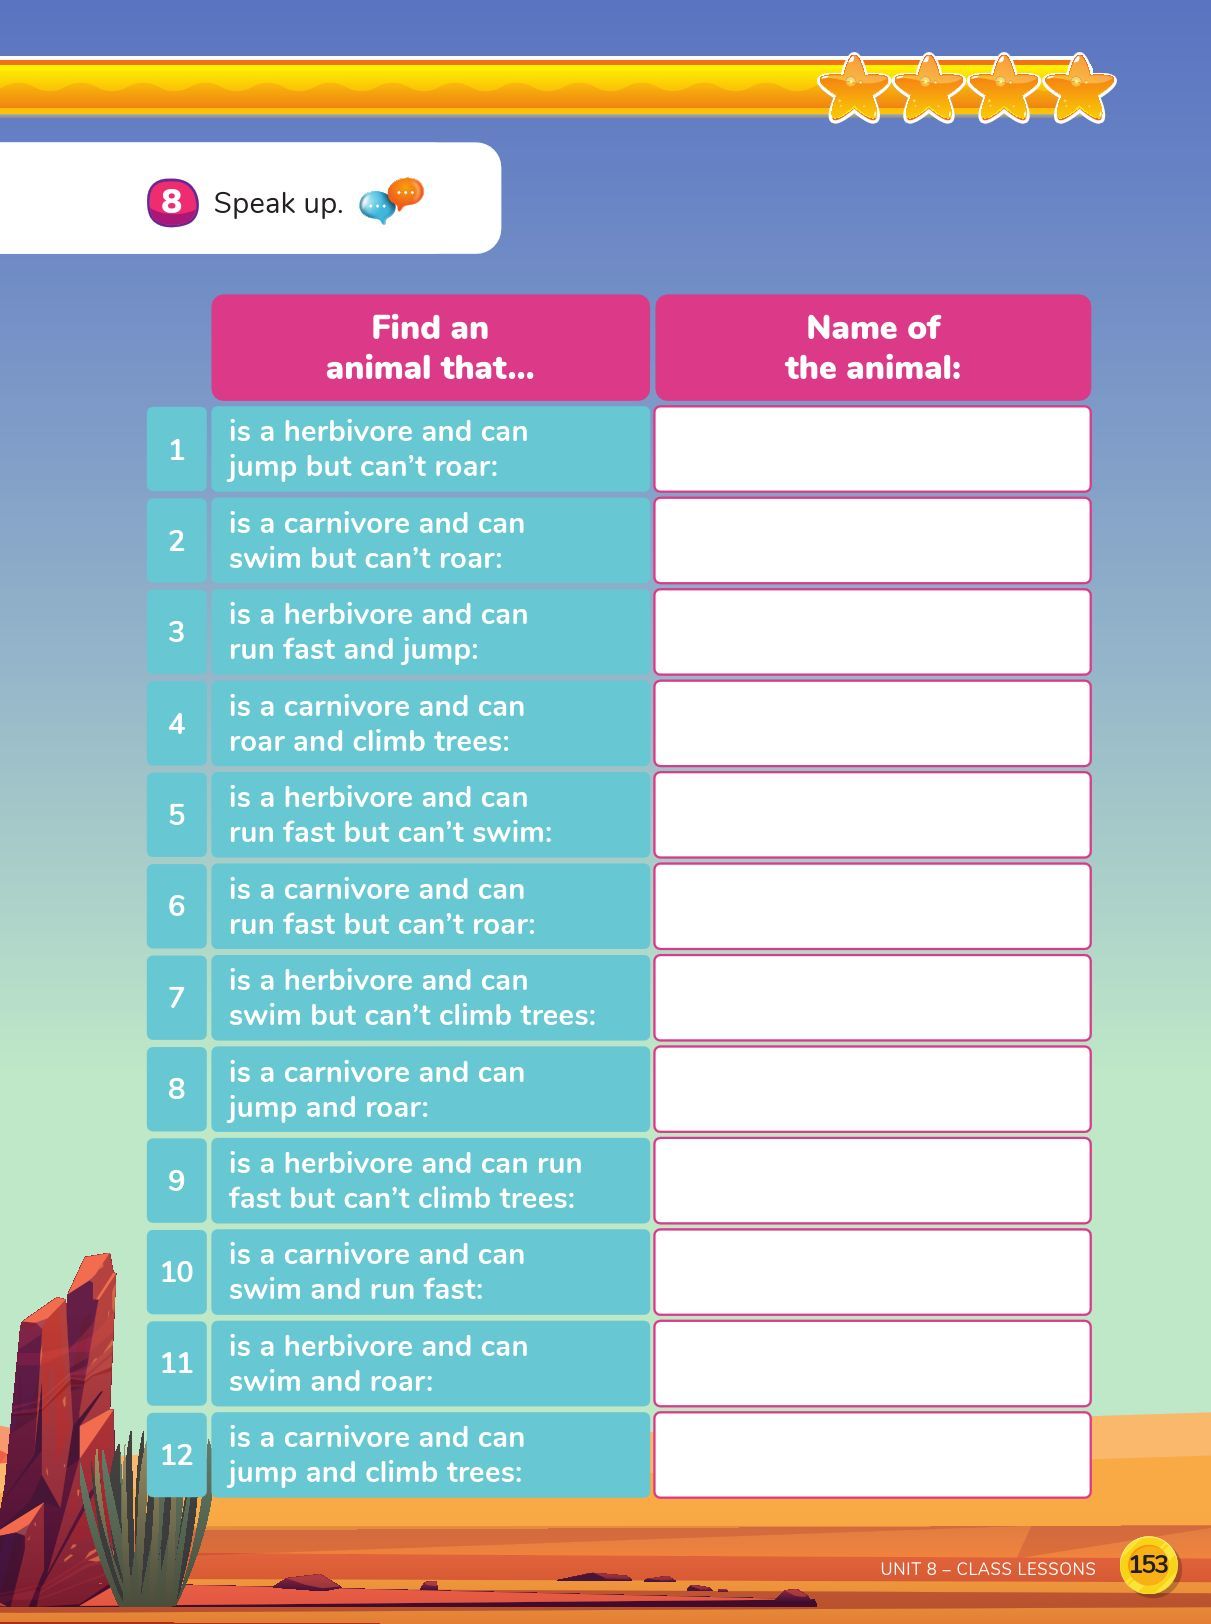 8 Speak up.
Find an
animal that...
Name of
the animal:
1
is a herbivore and can
jump but can't roar:
2
is a carnivore and can
swim but can't roar:
3
is a herbivore and can
run fast and jump:
4
is a carnivore and can
roar and climb trees:
5
is a herbivore and can
run fast but can't swim:
6
is a carnivore and can
run fast but can't roar:
7
is a herbivore and can
swim but can't climb trees:
8
is a carnivore and can
jump and roar:
9
is a herbivore and can run
fast but can't climb trees:
10
is a carnivore and can
swim and run fast:
11
is a herbivore and can
swim and roar:
12
is a carnivore and can
jump and climb trees:
UNIT 8 – CLASS LESSONS 153